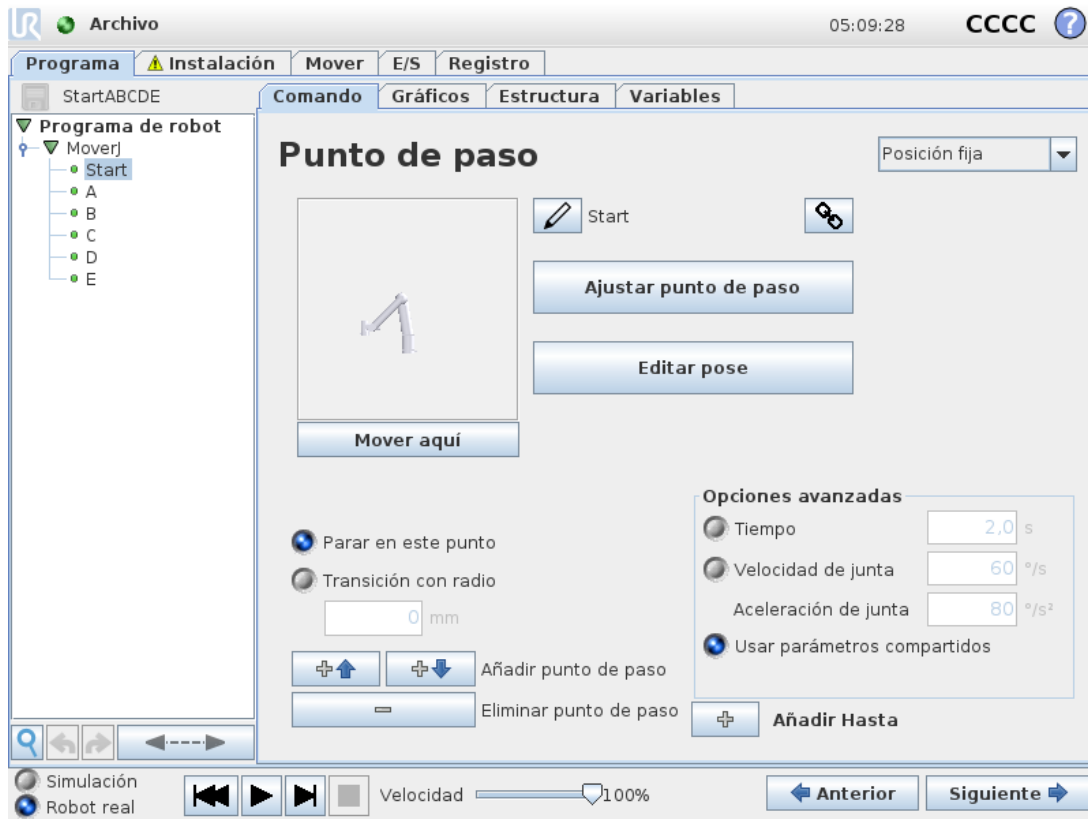 UR Archivo 05:09:28 CCCC ?
Programa Instalación Mover E/S Registro
StartABCDE Comando Gráficos Estructura Variables
Programa de robot
MoverJ
Start
A
B
C
D
E
Punto de paso Posición fija
Start
Ajustar punto de paso
Editar pose
Mover aquí
Parar en este punto
Transición con radio
0 mm
Añadir punto de paso
Eliminar punto de paso
Opciones avanzadas
Tiempo 2,0 s
Velocidad de junta 60 °/s
Aceleración de junta 80 °/s²
Usar parámetros compartidos
Añadir Hasta
Simulación
Robot real
Velocidad 100% Anterior Siguiente